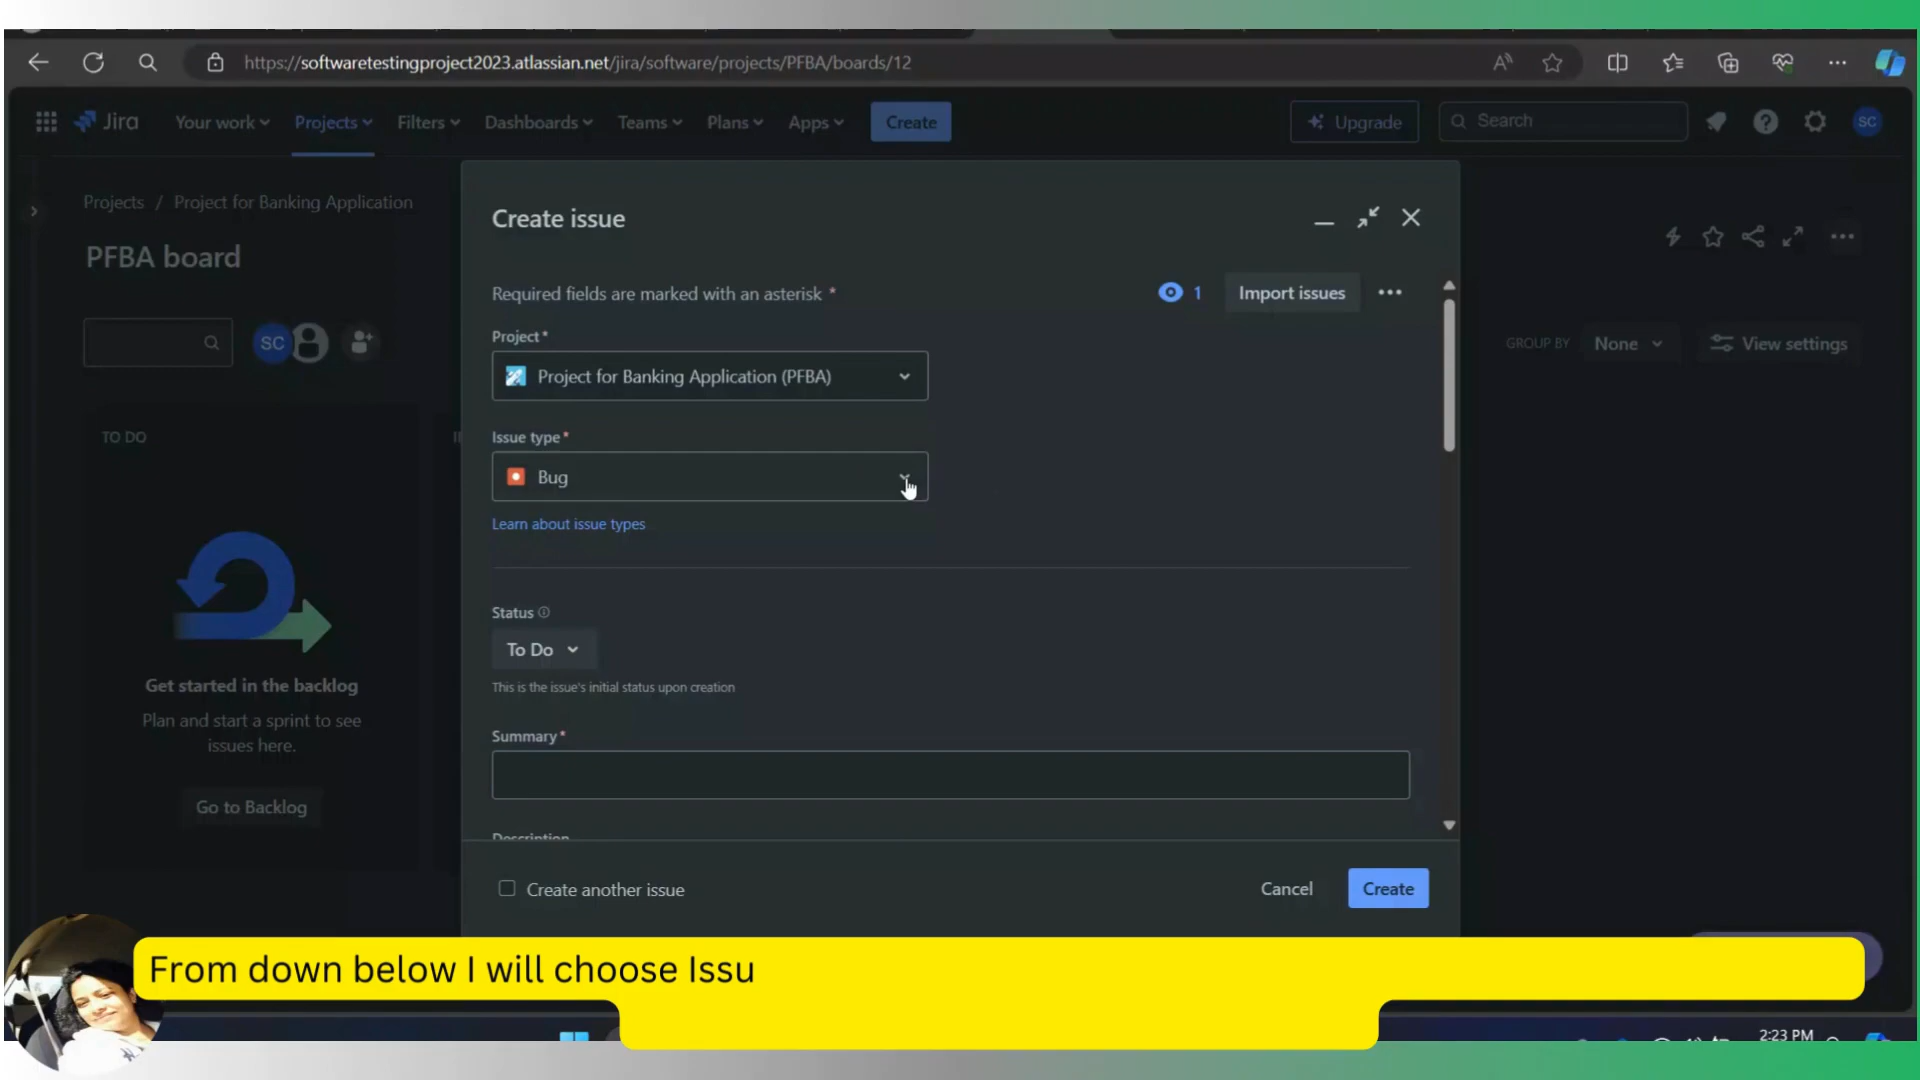 https://softwaretestingproject2023.atlassian.net/jira/software/projects/PFBA/boards/12
Jira Your work Projects Filters Dashboards Teams Plans Apps Create Upgrade Search SC
Projects / Project for Banking Application
PFBA board
SC
GROUP BY None View settings
TO DO
Get started in the backlog
Plan and start a sprint to see
issues here.
Go to Backlog
Create issue
Required fields are marked with an asterisk *
1 Import issues
Project *
Project for Banking Application (PFBA)
Issue type *
Bug
Learn about issue types
Status
To Do
This is the issue's initial status upon creation
Summary *
Description
Create another issue
Cancel Create
From down below I will choose Issu
2:23 PM